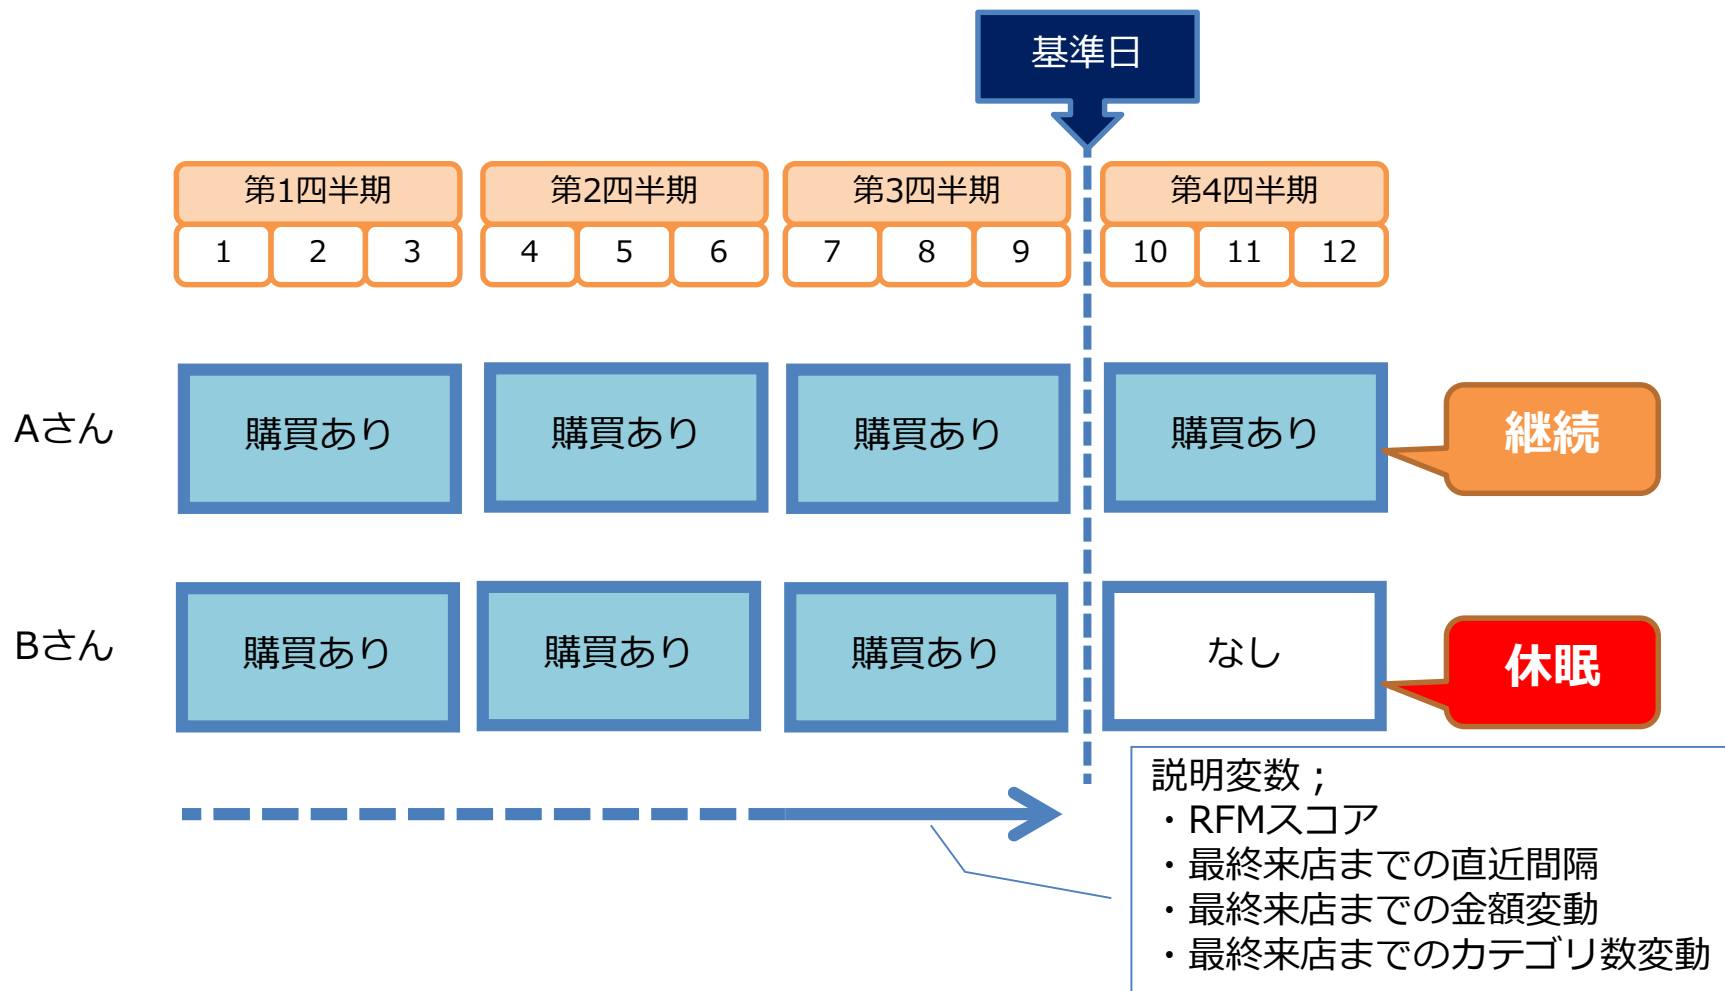 基準日
第1四半期 第2四半期 第3四半期 第4四半期
1 2 3 4 5 6 7 8 9 10 11 12
Aさん 購買あり 購買あり 購買あり 購買あり 継続
Bさん 購買あり 購買あり 購買あり なし 休眠
説明変数；
・RFMスコア
・最終来店までの直近間隔
・最終来店までの金額変動
・最終来店までのカテゴリ数変動